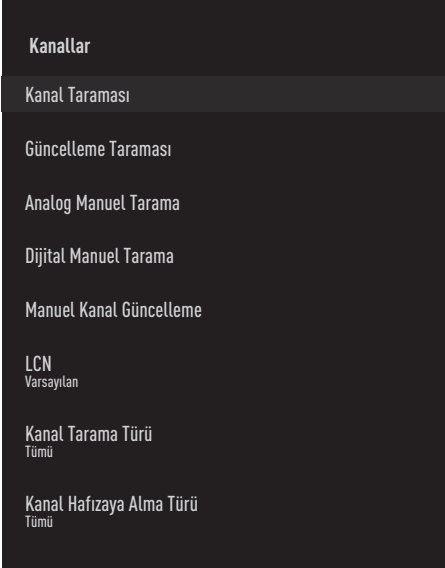 Kanallar
Kanal Taraması
Güncelleme Taraması
Analog Manuel Tarama
Dijital Manuel Tarama
Manuel Kanal Güncelleme
LCN
Varsayılan
Kanal Tarama Türü
Tümü
Kanal Hafızaya Alma Türü
Tümü